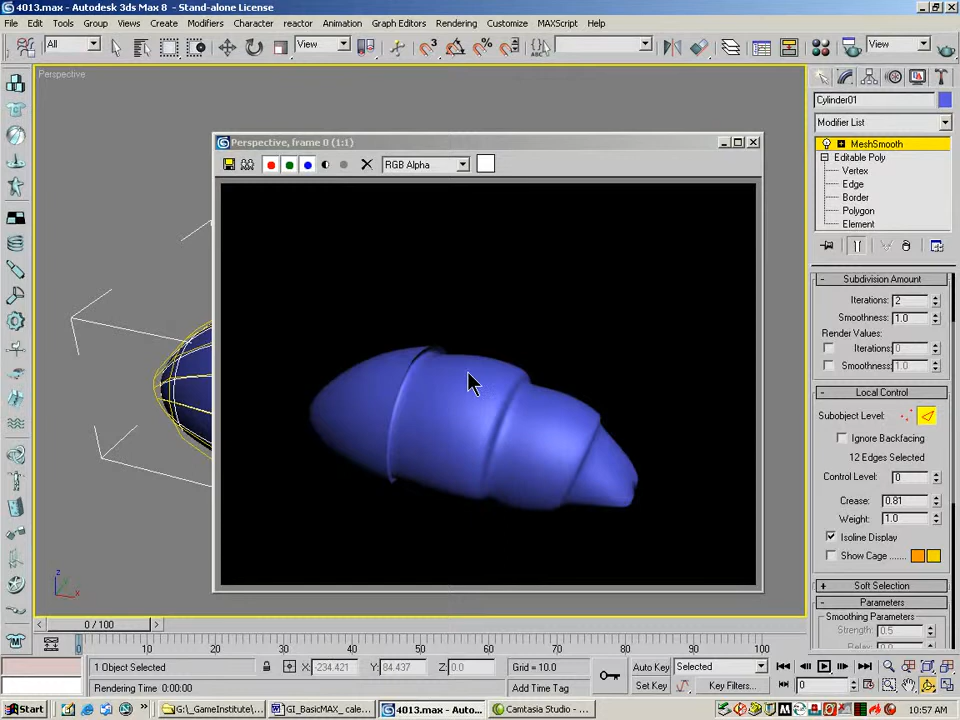 4013.max - Autodesk 3ds Max 8 - Stand-alone License
File Edit Tools Group Views Create Modifiers Character reactor Animation Graph Editors Rendering Customize MAXScript Help
All
View
View
Perspective
Cylinder01
Modifier List
Perspective, frame 0 (1:1)
RGB Alpha
MeshSmooth
Editable Poly
Vertex
Edge
Border
Polygon
Element
Subdivision Amount
Iterations: 2
Smoothness: 1.0
Render Values:
Iterations: 0
Smoothness: 1.0
Local Control
Subobject Level:
Ignore Backfacing
12 Edges Selected
Control Level: 0
Crease: 0.81
Weight: 1.0
Isoline Display
Show Cage ......
Soft Selection
Parameters
Smoothing Parameters
Strength: 0.5
z
x
0 / 100
0 10 20 30 40 50 60 70 80 90 100
1 Object Selected X: -234.421 Y: 84.437 Z: 0.0 Grid = 10.0 Auto Key Selected
Rendering Time 0:00:00 Add Time Tag Set Key Key Filters... 0
Start G:\_GameInstitute\... GI_BasicMAX_cale... 4013.max - Auto... Camtasia Studio - ... 10:57 AM